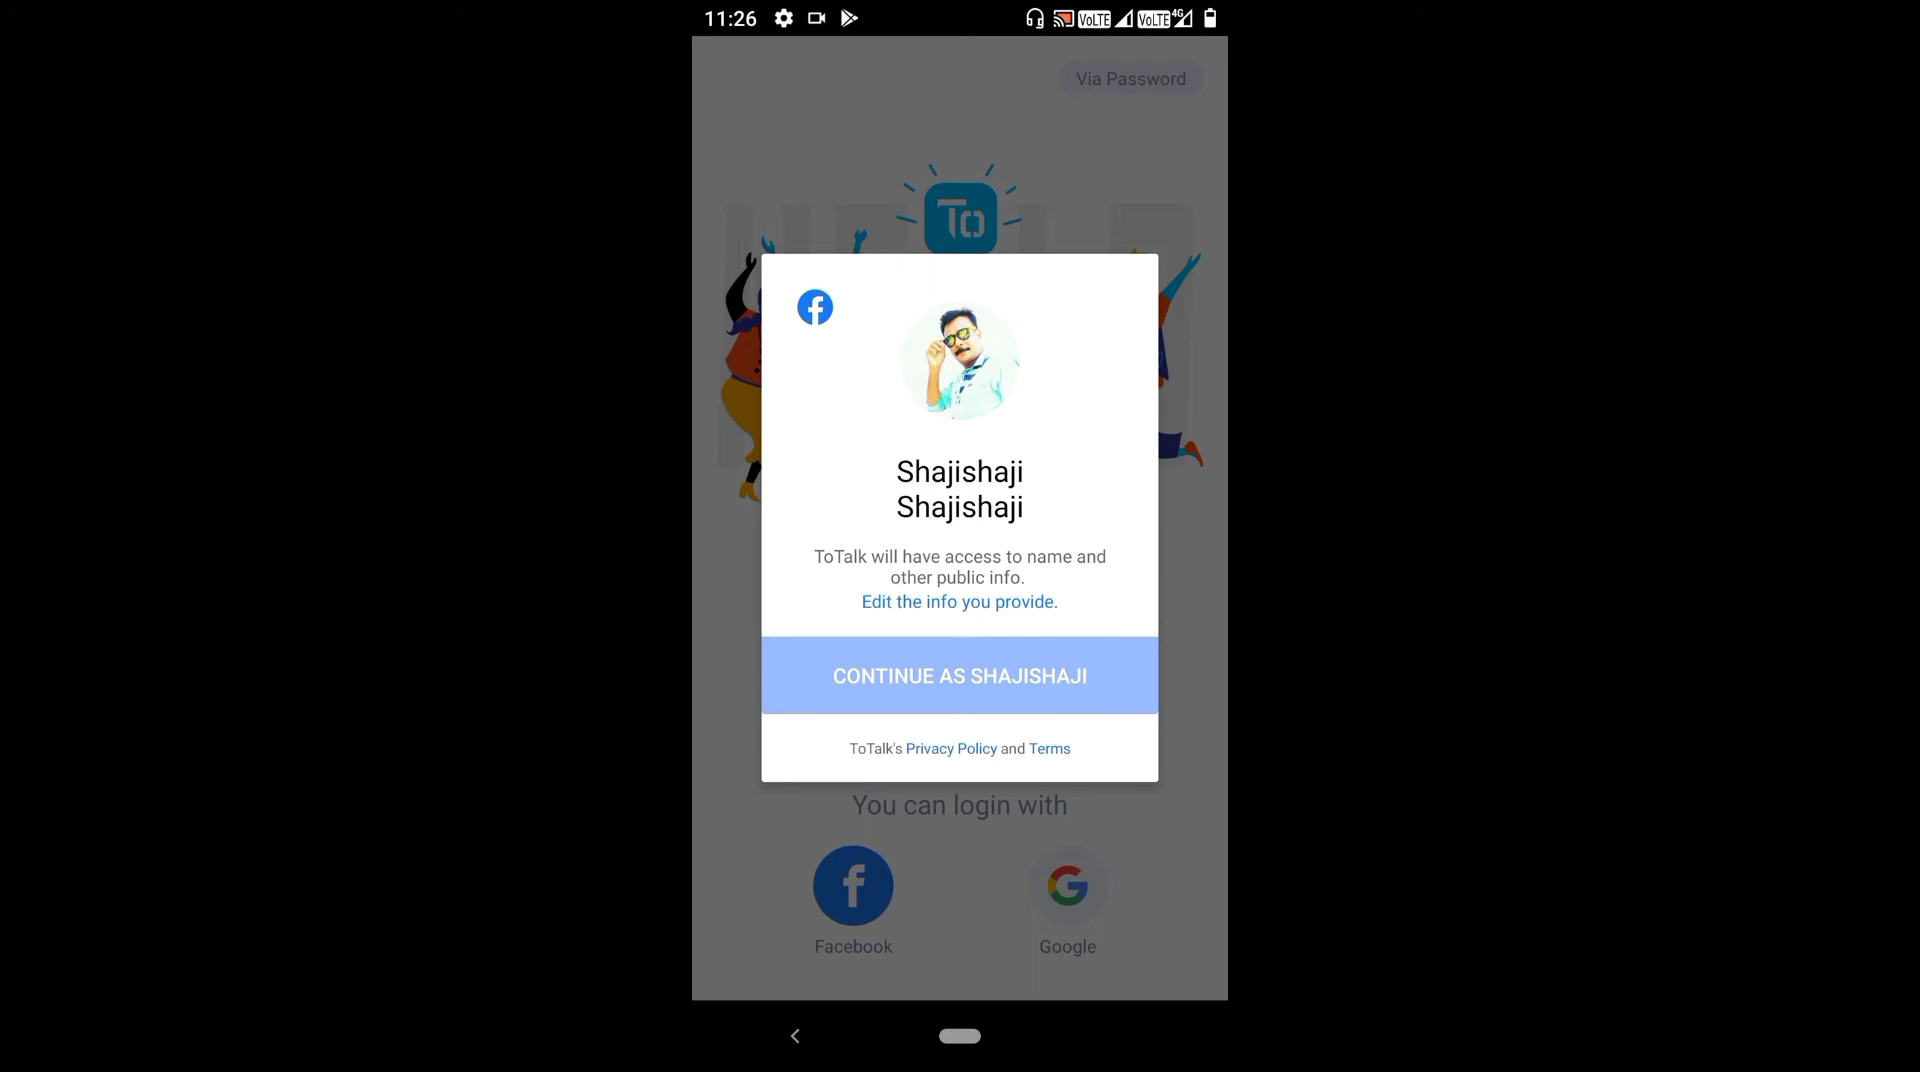 11:26
VoLTE VoLTE 4G
Via Password
To
Shajishaji
Shajishaji
ToTalk will have access to name and
other public info.
Edit the info you provide.
CONTINUE AS SHAJISHAJI
ToTalk's Privacy Policy and Terms
You can login with
Facebook
Google